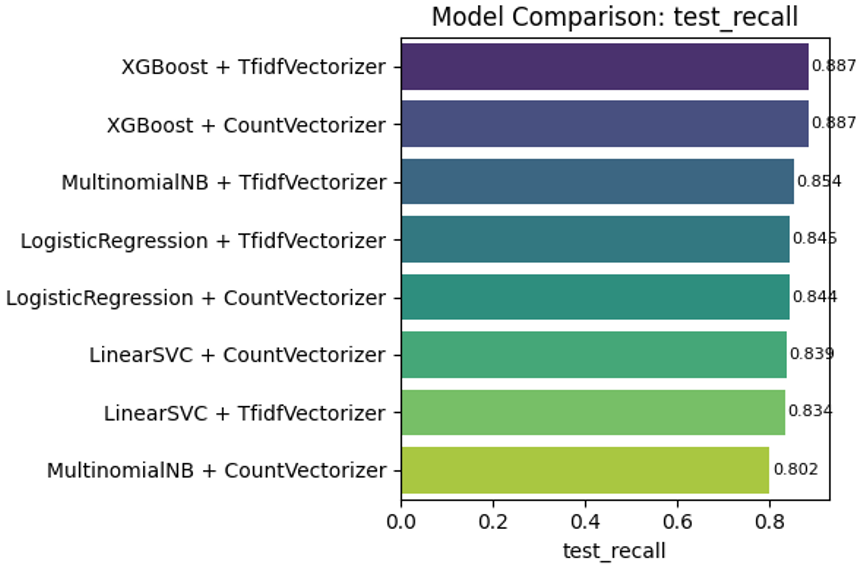 Model Comparison: test_recall
XGBoost + TfidfVectorizer 0.887
XGBoost + CountVectorizer 0.887
MultinomialNB + TfidfVectorizer 0.854
LogisticRegression + TfidfVectorizer 0.845
LogisticRegression + CountVectorizer 0.844
LinearSVC + CountVectorizer 0.839
LinearSVC + TfidfVectorizer 0.834
MultinomialNB + CountVectorizer 0.802
0.0 0.2 0.4 0.6 0.8
test_recall